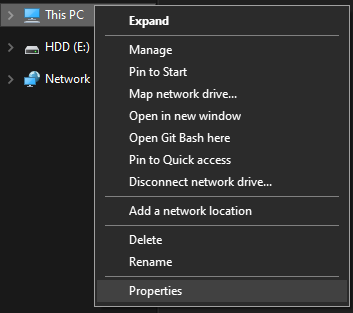 This PC
HDD (E:)
Network
Expand
Manage
Pin to Start
Map network drive...
Open in new window
Open Git Bash here
Pin to Quick access
Disconnect network drive...
Add a network location
Delete
Rename
Properties